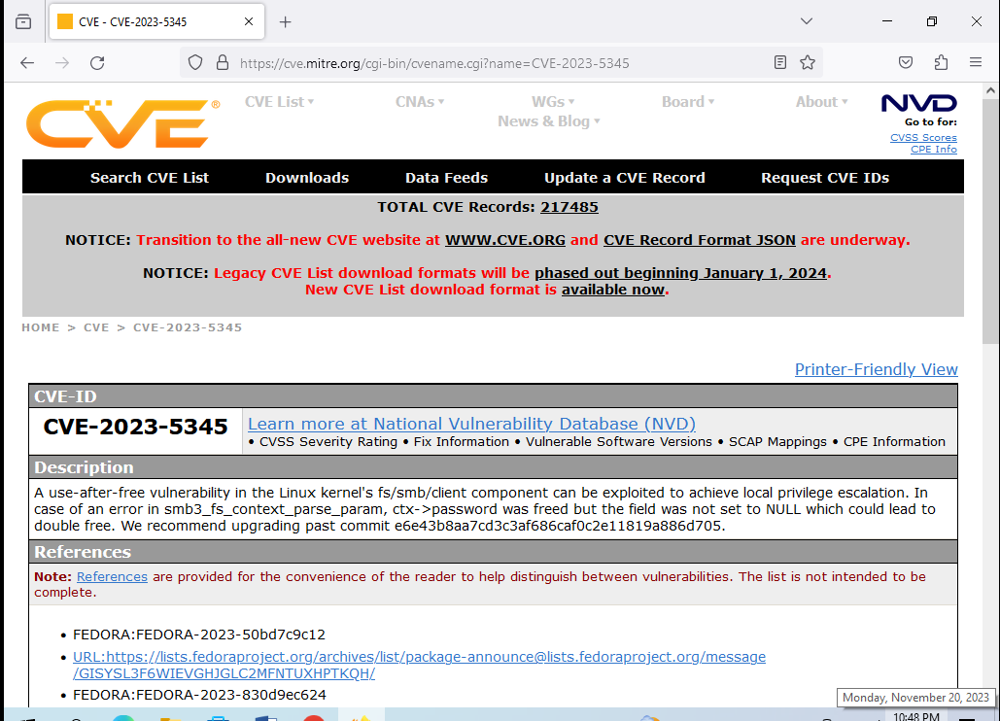 CVE - CVE-2023-5345
https://cve.mitre.org/cgi-bin/cvename.cgi?name=CVE-2023-5345
CVE®
CVE List
CNAs
WGs
Board
About
News & Blog
NVD
Go to for:
CVSS Scores
CPE Info
Search CVE List
Downloads
Data Feeds
Update a CVE Record
Request CVE IDs
TOTAL CVE Records: 217485
NOTICE: Transition to the all-new CVE website at WWW.CVE.ORG and CVE Record Format JSON are underway.
NOTICE: Legacy CVE List download formats will be phased out beginning January 1, 2024.
New CVE List download format is available now.
HOME > CVE > CVE-2023-5345
Printer-Friendly View
CVE-ID
CVE-2023-5345
Learn more at National Vulnerability Database (NVD)
• CVSS Severity Rating • Fix Information • Vulnerable Software Versions • SCAP Mappings • CPE Information
Description
A use-after-free vulnerability in the Linux kernel's fs/smb/client component can be exploited to achieve local privilege escalation. In
case of an error in smb3_fs_context_parse_param, ctx->password was freed but the field was not set to NULL which could lead to
double free. We recommend upgrading past commit e6e43b8aa7cd3c3af686caf0c2e11819a886d705.
References
Note: References are provided for the convenience of the reader to help distinguish between vulnerabilities. The list is not intended to be
complete.
• FEDORA:FEDORA-2023-50bd7c9c12
• URL:https://lists.fedoraproject.org/archives/list/package-announce@lists.fedoraproject.org/message
/GISYSL3F6WIEVGHJGLC2MFNTUXHPTKQH/
• FEDORA:FEDORA-2023-830d9ec624
Monday, November 20, 2023
10:48 PM